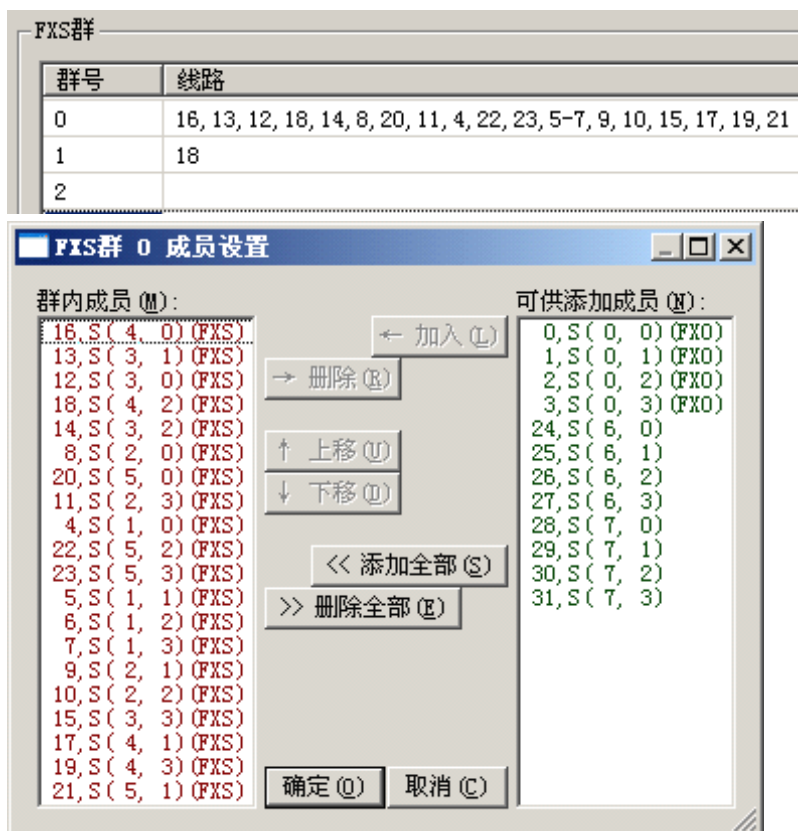 FXS群
群号 线路
0 16,13,12,18,14,8,20,11,4,22,23,5-7,9,10,15,17,19,21
1 18
2
FXS群 0 成员设置
群内成员(M):
16,S( 4, 0)(FXS)
13,S( 3, 1)(FXS)
12,S( 3, 0)(FXS)
18,S( 4, 2)(FXS)
14,S( 3, 2)(FXS)
8,S( 2, 0)(FXS)
20,S( 5, 0)(FXS)
11,S( 2, 3)(FXS)
4,S( 1, 0)(FXS)
22,S( 5, 2)(FXS)
23,S( 5, 3)(FXS)
5,S( 1, 1)(FXS)
6,S( 1, 2)(FXS)
7,S( 1, 3)(FXS)
9,S( 2, 1)(FXS)
10,S( 2, 2)(FXS)
15,S( 3, 3)(FXS)
17,S( 4, 1)(FXS)
19,S( 4, 3)(FXS)
21,S( 5, 1)(FXS)
← 加入(L)
→ 删除(R)
↑ 上移(U)
↓ 下移(D)
<< 添加全部(S)
>> 删除全部(E)
确定(O)
取消(C)
可供添加成员(N):
0,S( 0, 0)(FXO)
1,S( 0, 1)(FXO)
2,S( 0, 2)(FXO)
3,S( 0, 3)(FXO)
24,S( 6, 0)
25,S( 6, 1)
26,S( 6, 2)
27,S( 6, 3)
28,S( 7, 0)
29,S( 7, 1)
30,S( 7, 2)
31,S( 7, 3)